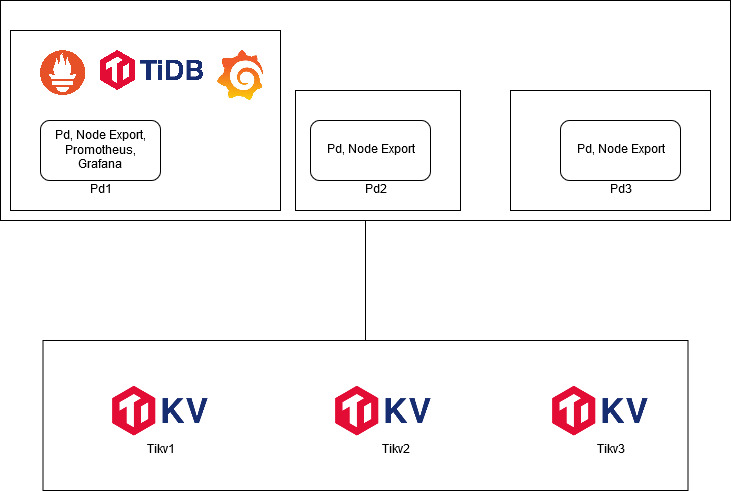 TiDB
Pd, Node Export,
Promotheus,
Grafana
Pd1
Pd, Node Export
Pd2
Pd, Node Export
Pd3
KV
Tikv1
KV
Tikv2
KV
Tikv3